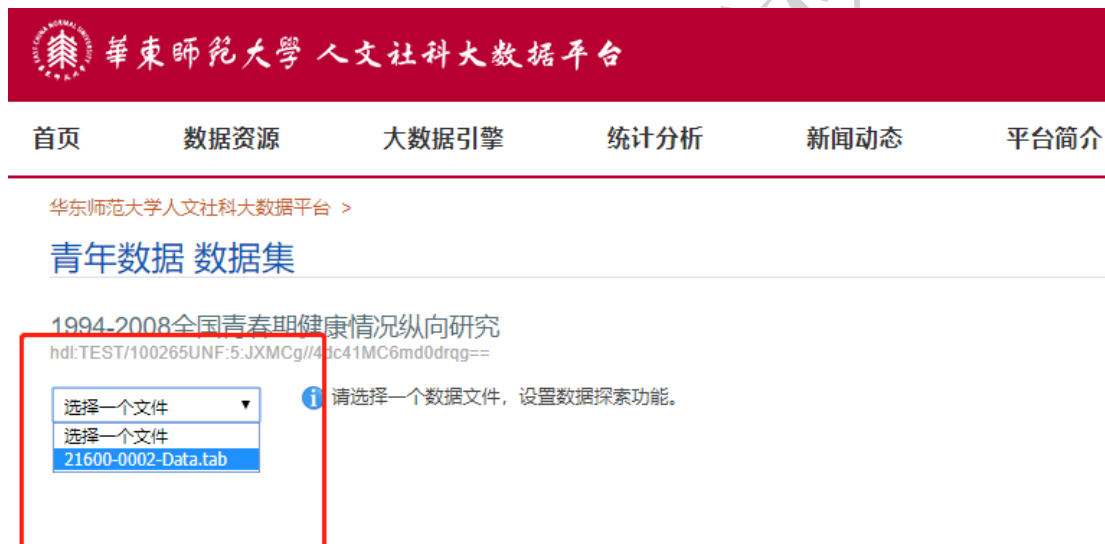 華東師範大學 人文社科大数据平台
首页 数据资源 大数据引擎 统计分析 新闻动态 平台简介
华东师范大学人文社科大数据平台 >
青年数据 数据集
1994-2008全国青春期健康情况纵向研究
hdl:TEST/100265UNF:5:JXMCg//4dc41MC6md0drqg==
选择一个文件 ▼
请选择一个数据文件，设置数据探索功能。
选择一个文件
21600-0002-Data.tab